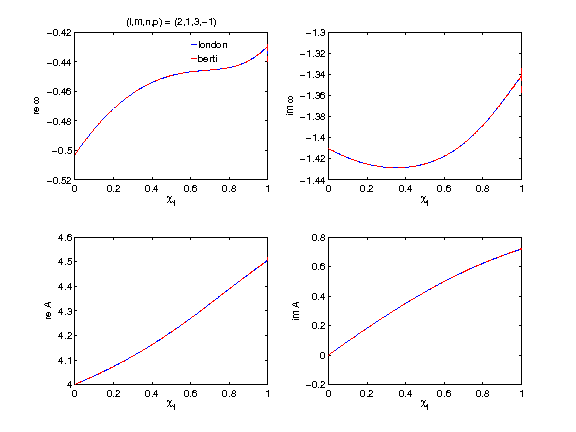 (l,m,n,p) = (2,1,3,−1)
−0.42
−0.44
−0.46
−0.48
−0.5
−0.52
re ω
london
berti
0 0.2 0.4 0.6 0.8 1
χf
−1.3
−1.32
−1.34
−1.36
−1.38
−1.4
−1.42
−1.44
im ω
0 0.2 0.4 0.6 0.8 1
χf
4.6
4.5
4.4
4.3
4.2
4.1
4
re A
0 0.2 0.4 0.6 0.8 1
χf
0.8
0.6
0.4
0.2
0
−0.2
im A
0 0.2 0.4 0.6 0.8 1
χf